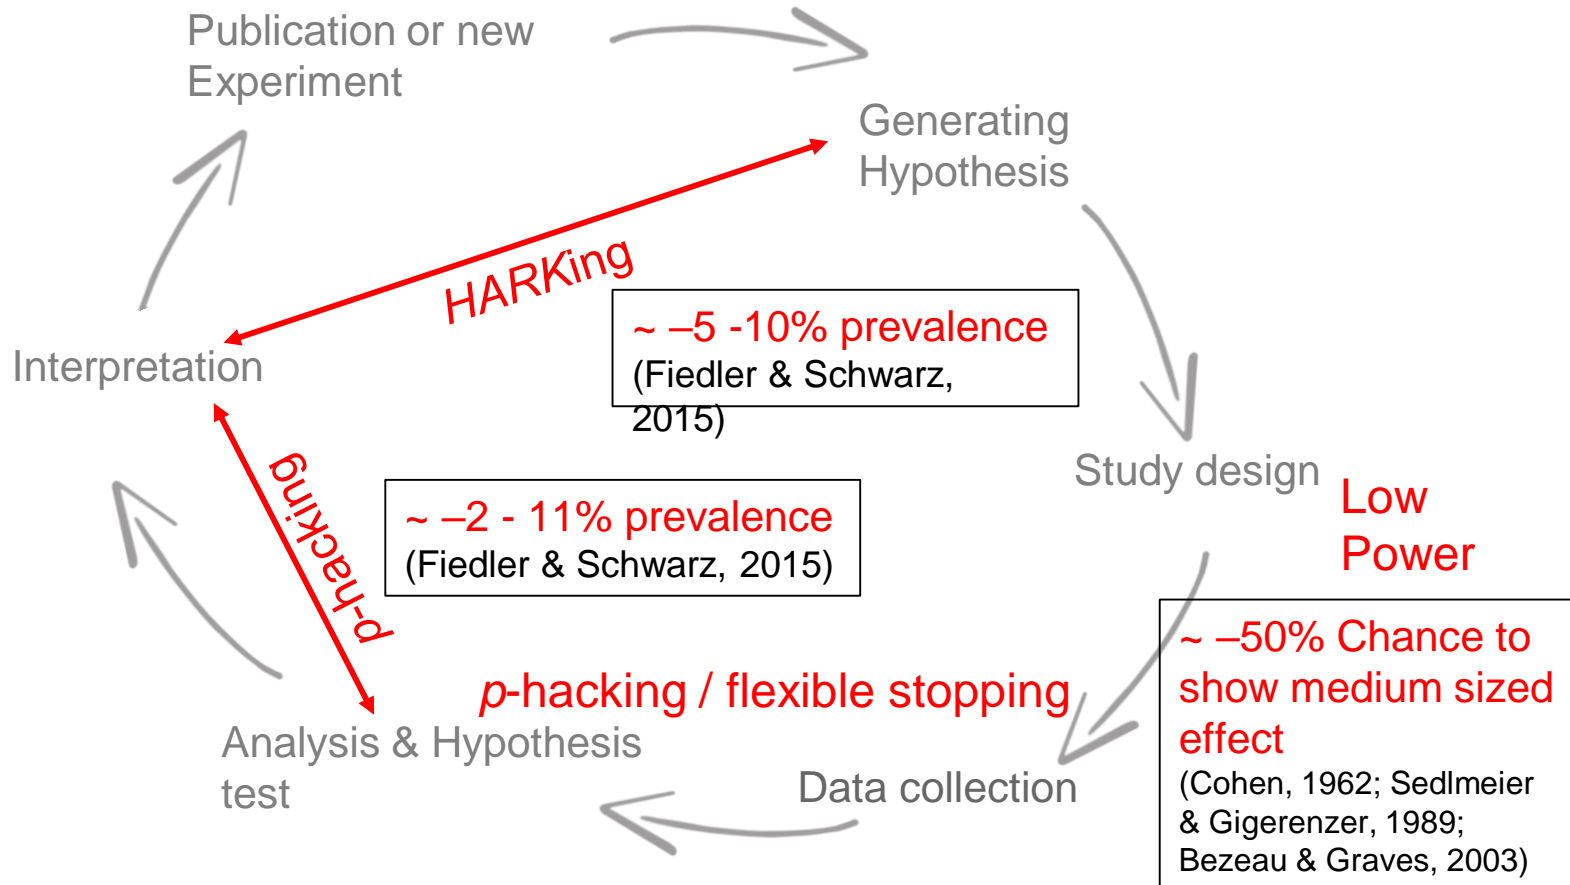 Publication or new
Experiment
Generating
Hypothesis
HARKing
~ –5 -10% prevalence
(Fiedler & Schwarz,
2015)
Interpretation
Study design
Low
Power
p-hacking
~ –2 - 11% prevalence
(Fiedler & Schwarz, 2015)
~ –50% Chance to
show medium sized
effect
(Cohen, 1962; Sedlmeier
& Gigerenzer, 1989;
Bezeau & Graves, 2003)
p-hacking / flexible stopping
Analysis & Hypothesis
test
Data collection